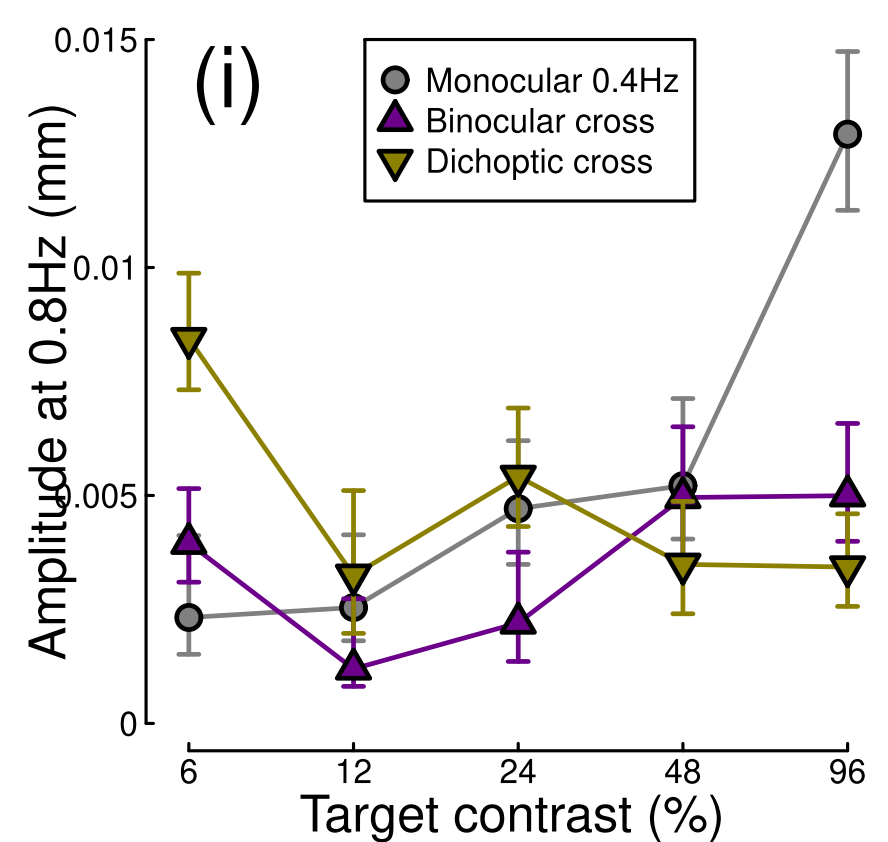 (i)
Monocular 0.4Hz
Binocular cross
Dichoptic cross
Amplitude at 0.8Hz (mm)
0.015
0.01
0.005
0
6 12 24 48 96
Target contrast (%)